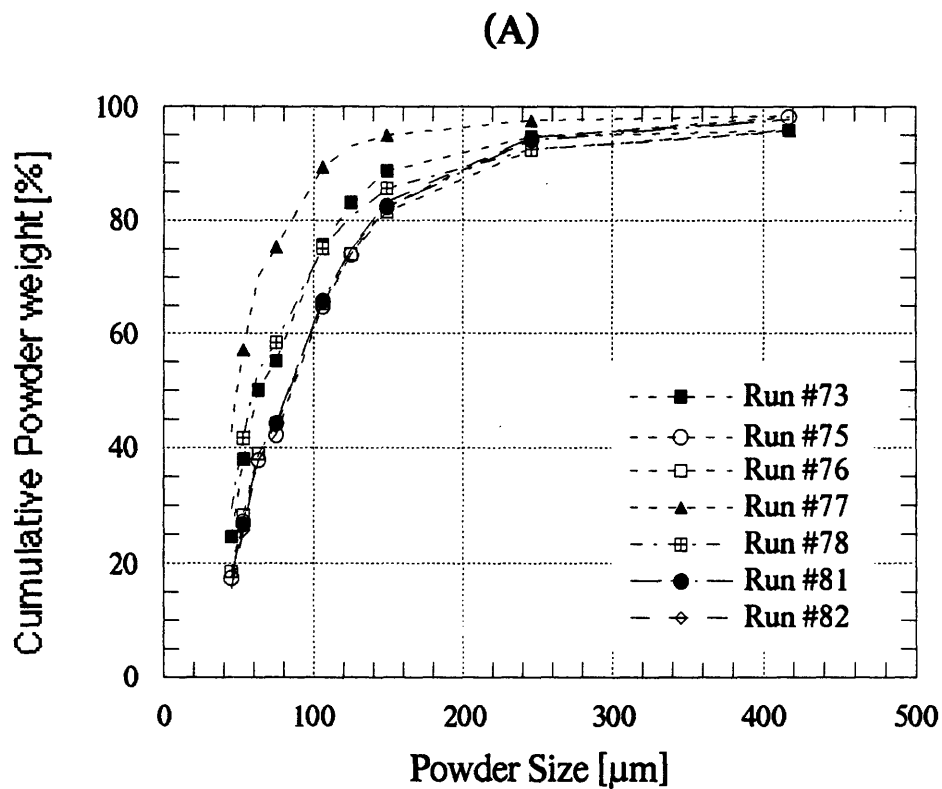 (A)
Cumulative Powder weight [%]
100
80
60
40
20
0
Run #73
Run #75
Run #76
Run #77
Run #78
Run #81
Run #82
0 100 200 300 400 500
Powder Size [µm]